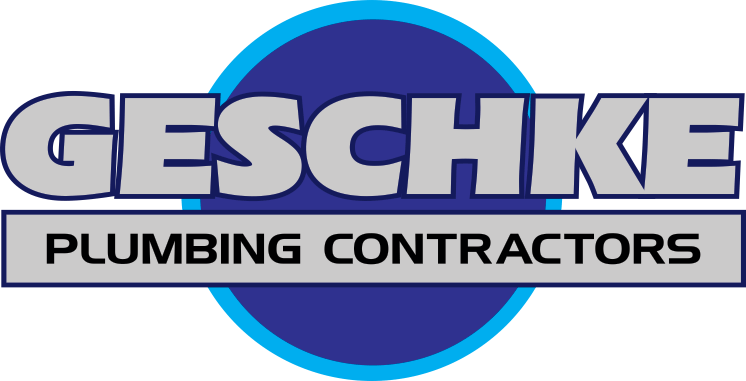 GESCHKE
PLUMBING CONTRACTORS